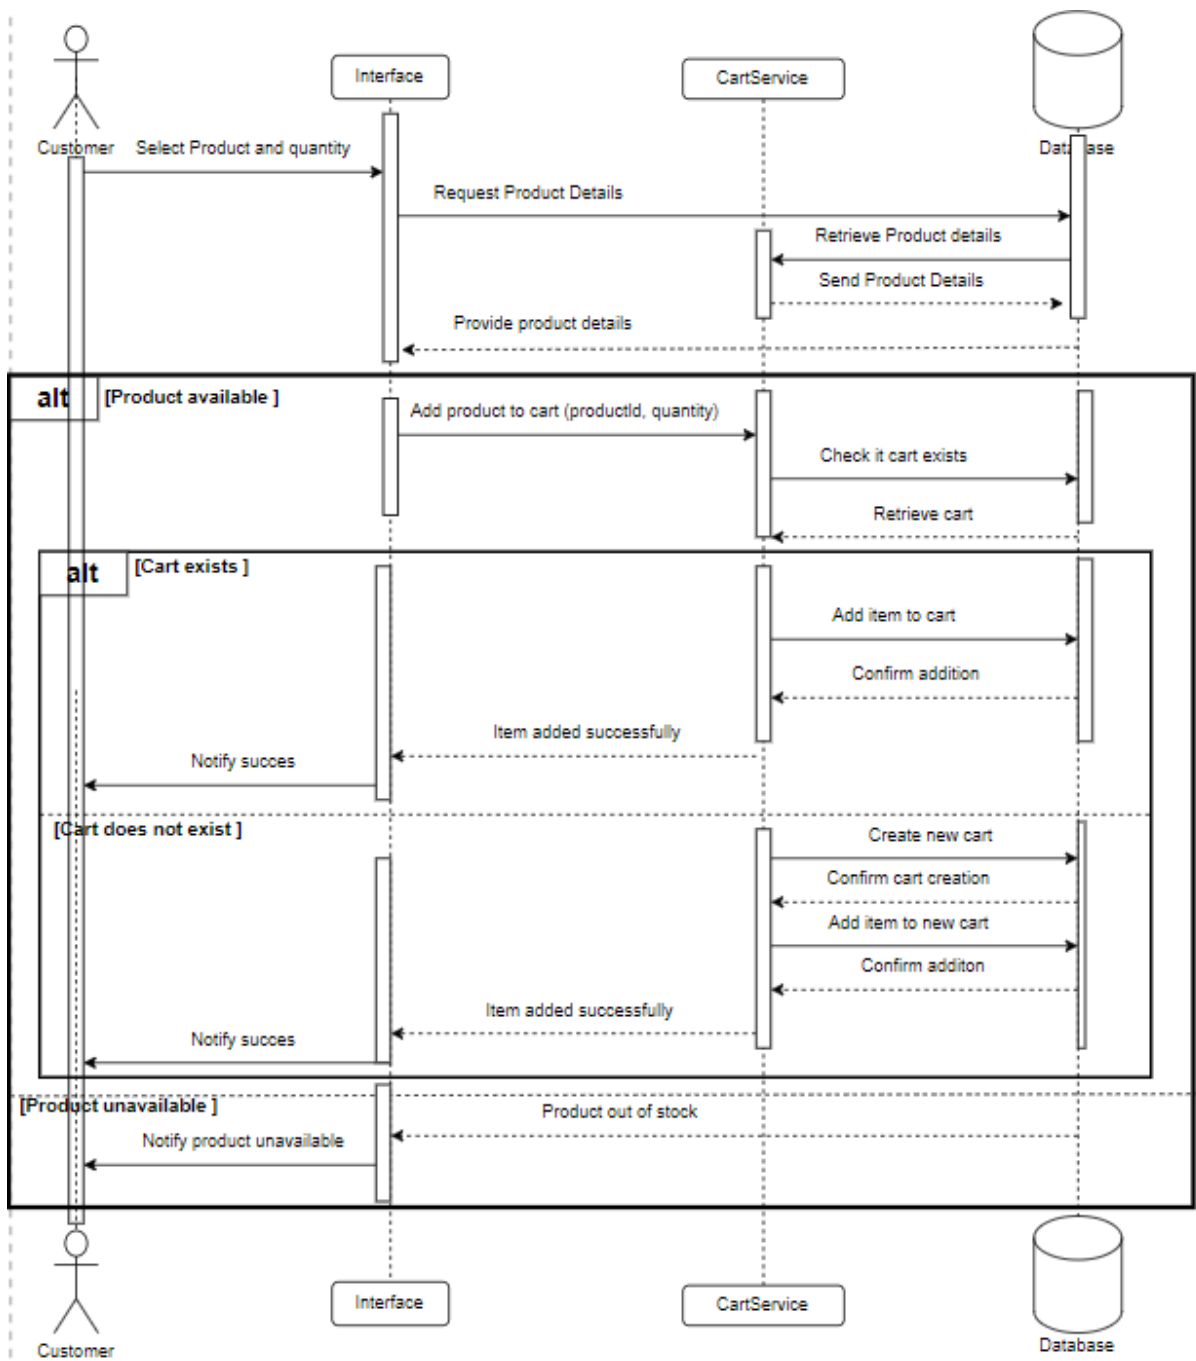 Interface
CartService
Customer
Database
Select Product and quantity
Request Product Details
Retrieve Product details
Send Product Details
Provide product details
alt
[Product available ]
Add product to cart (productId, quantity)
Check it cart exists
Retrieve cart
alt
[Cart exists ]
Add item to cart
Confirm addition
Item added successfully
Notify succes
[Cart does not exist ]
Create new cart
Confirm cart creation
Add item to new cart
Confirm additon
Item added successfully
Notify succes
[Product unavailable ]
Product out of stock
Notify product unavailable
Interface
CartService
Customer
Database